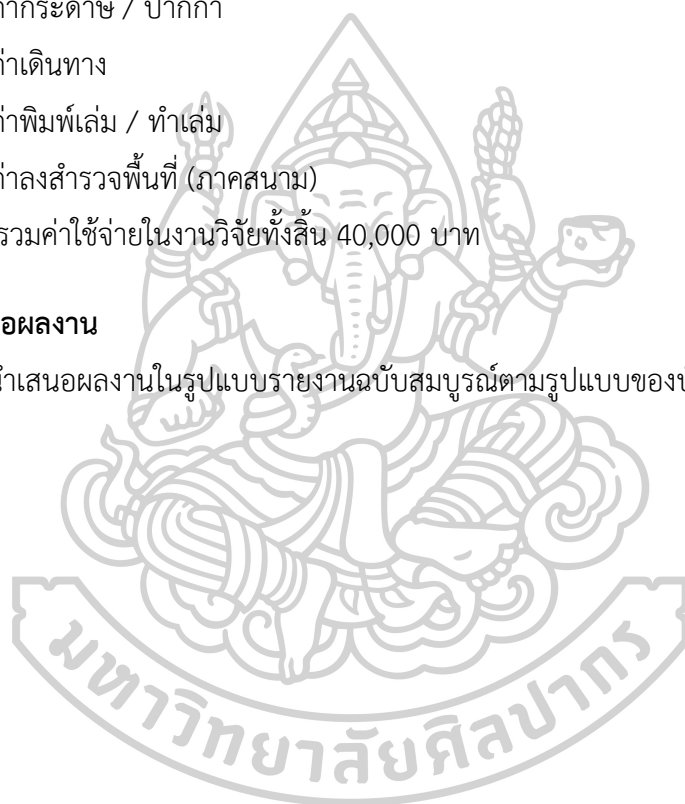 ค่ากระดาษ / ปากกา
ค่าเดินทาง
ค่าพิมพ์เล่ม / ทำเล่ม
ค่าลงสำรวจพื้นที่ (ภาคสนาม)
รวมค่าใช้จ่ายในงานวิจัยทั้งสิ้น 40,000 บาท
อผลงาน
นำเสนอผลงานในรูปแบบรายงานฉบับสมบูรณ์ตามรูปแบบของ
มหาวิทยาลัยศิลปากร